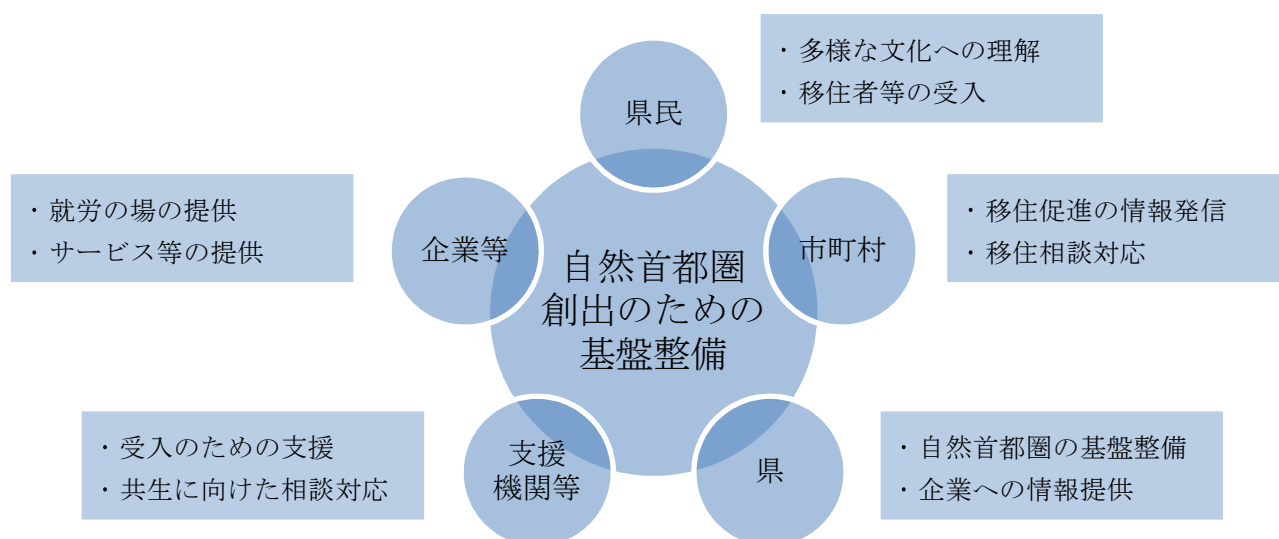 県民
・多様な文化への理解
・移住者等の受入
企業等
・就労の場の提供
・サービス等の提供
市町村
・移住促進の情報発信
・移住相談対応
自然首都圏
創出のための
基盤整備
支援
機関等
・受入のための支援
・共生に向けた相談対応
県
・自然首都圏の基盤整備
・企業への情報提供